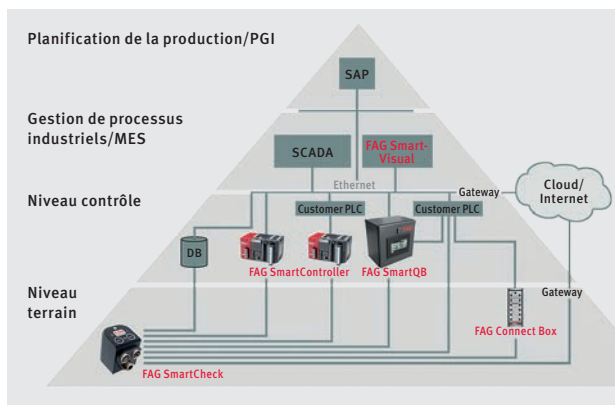 Planification de la production/PGI
SAP
Gestion de processus
industriels/MES
SCADA
FAG Smart-
Visual
Ethernet
Gateway
Cloud/
Internet
Niveau contrôle
Customer PLC
Customer PLC
DB
FAG SmartController
FAG SmartQB
Niveau
terrain
Gateway
FAG Connect Box
FAG SmartCheck